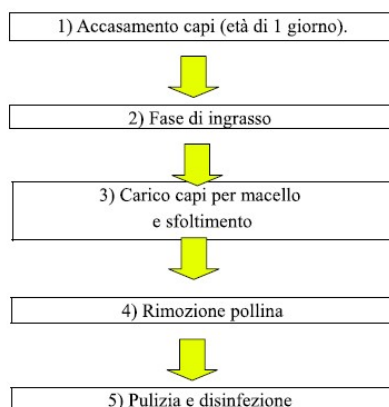 1) Accasamento capi (età di 1 giorno).
2) Fase di ingrasso
3) Carico capi per macello
e sfoltimento
4) Rimozione pollina
5) Pulizia e disinfezione